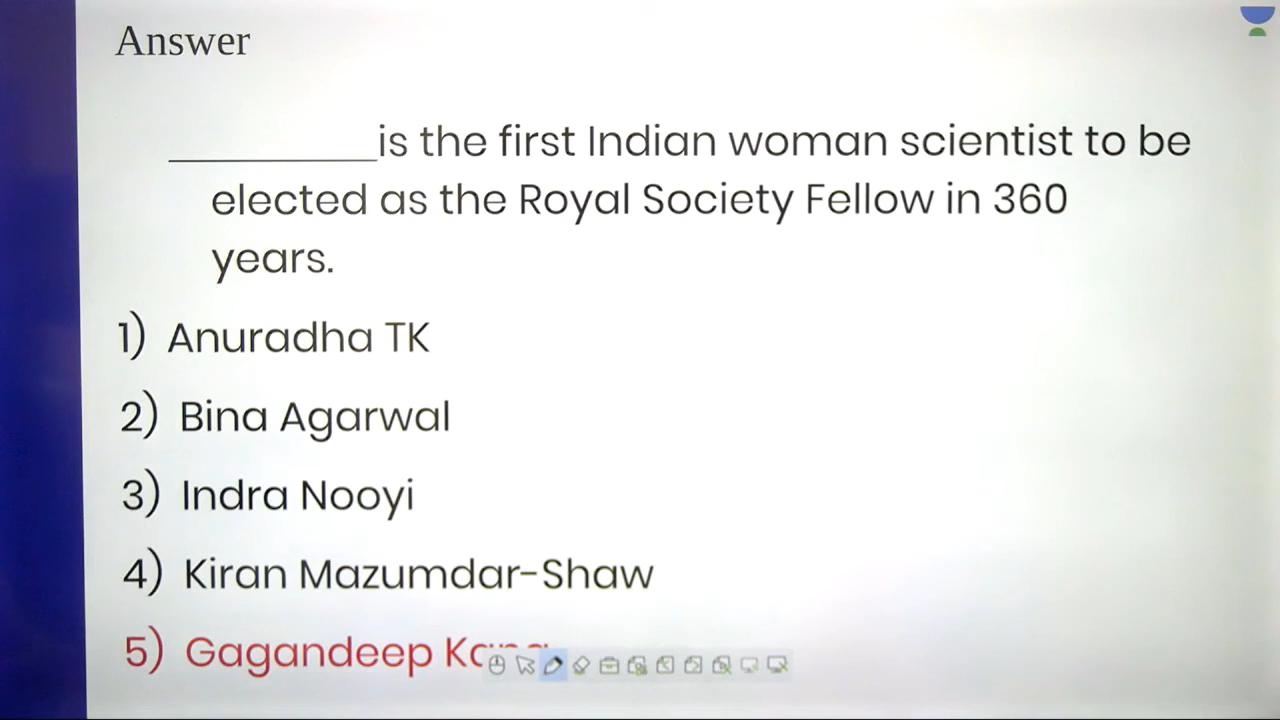 Answer
__________is the first Indian woman scientist to be
elected as the Royal Society Fellow in 360
years.
1) Anuradha TK
2) Bina Agarwal
3) Indra Nooyi
4) Kiran Mazumdar-Shaw
5) Gagandeep